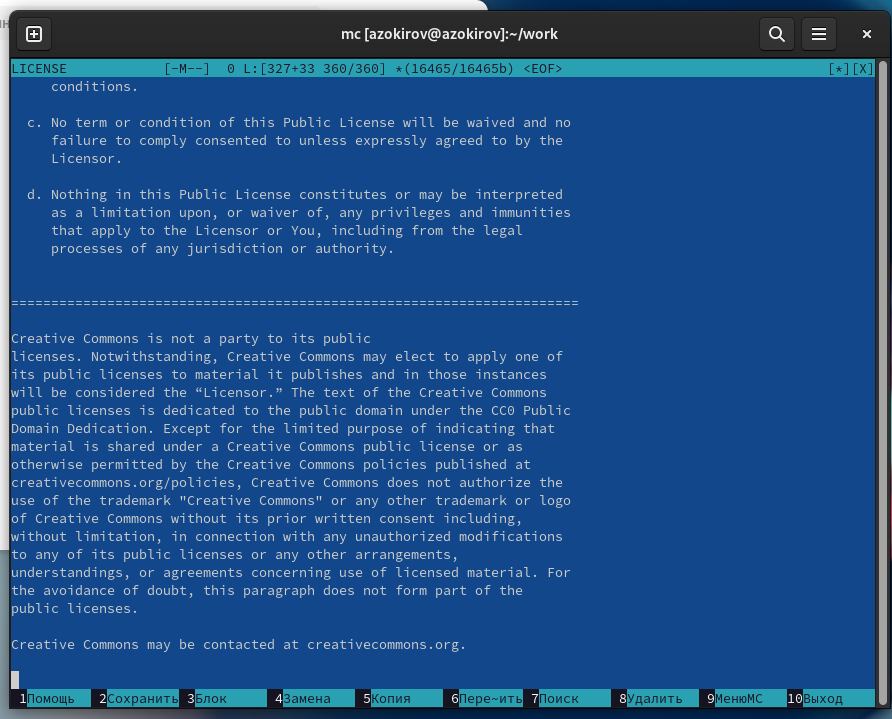 mc [azokirov@azokirov]:~/work
LICENSE [-M--] 0 L:[327+33 360/360] *(16465/16465b) <EOF> [*][X]
conditions.
c. No term or condition of this Public License will be waived and no
failure to comply consented to unless expressly agreed to by the
Licensor.
d. Nothing in this Public License constitutes or may be interpreted
as a limitation upon, or waiver of, any privileges and immunities
that apply to the Licensor or You, including from the legal
processes of any jurisdiction or authority.
=======================================================================
Creative Commons is not a party to its public
licenses. Notwithstanding, Creative Commons may elect to apply one of
its public licenses to material it publishes and in those instances
will be considered the “Licensor.” The text of the Creative Commons
public licenses is dedicated to the public domain under the CC0 Public
Domain Dedication. Except for the limited purpose of indicating that
material is shared under a Creative Commons public license or as
otherwise permitted by the Creative Commons policies published at
creativecommons.org/policies, Creative Commons does not authorize the
use of the trademark "Creative Commons" or any other trademark or logo
of Creative Commons without its prior written consent including,
without limitation, in connection with any unauthorized modifications
to any of its public licenses or any other arrangements,
understandings, or agreements concerning use of licensed material. For
the avoidance of doubt, this paragraph does not form part of the
public licenses.
Creative Commons may be contacted at creativecommons.org.
1Помощь 2Сохранить 3Блок 4Замена 5Копия 6Пере~ить 7Поиск 8Удалить 9МенюMC 10Выход